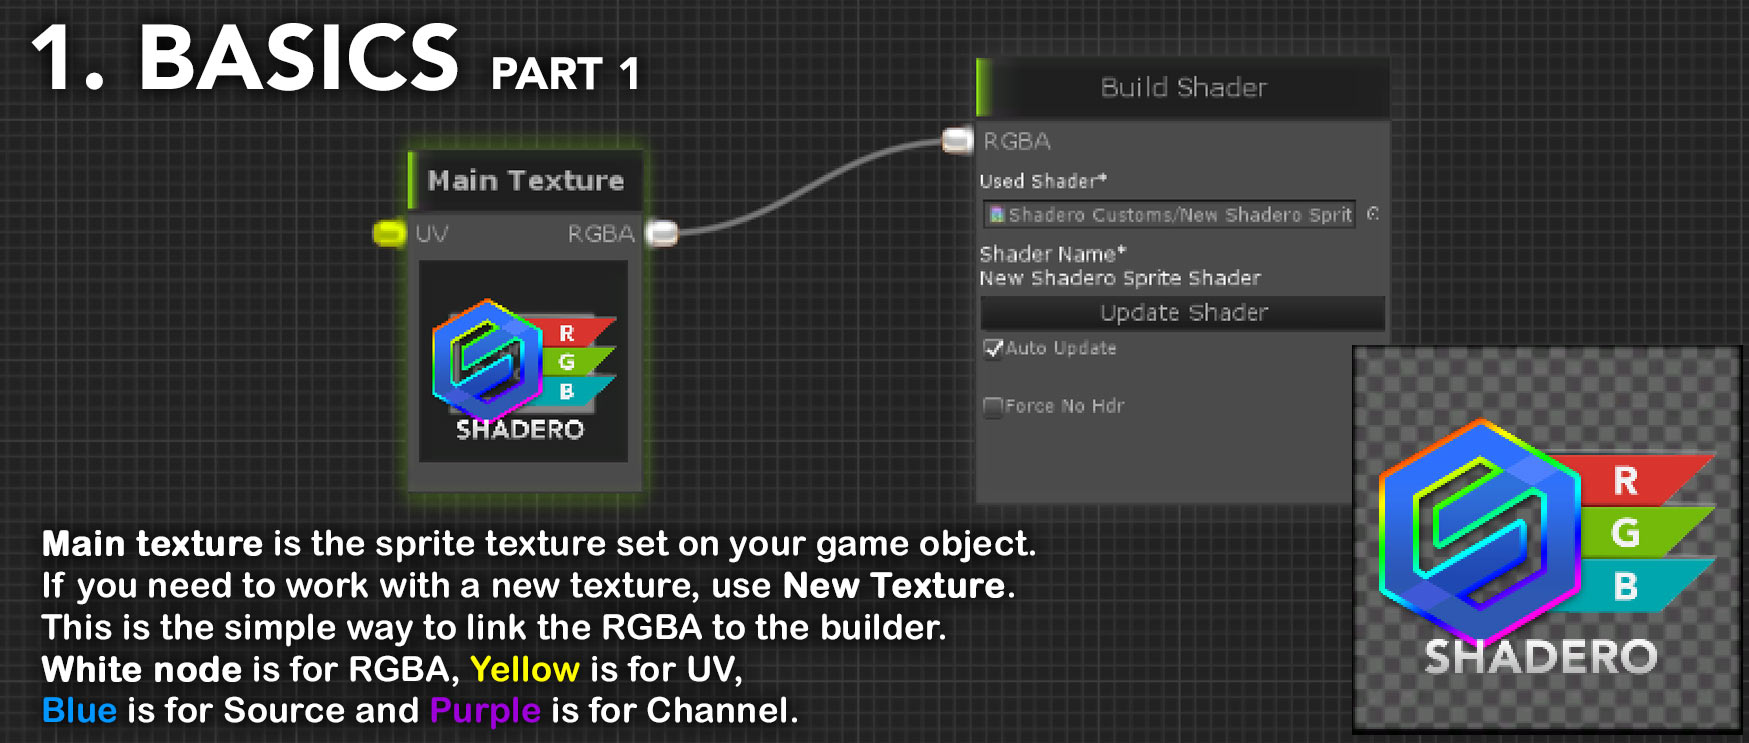 1. BASICS PART 1
Build Shader
RGBA
Used Shader*
Shadero Customs/New Shadero Sprit
Shader Name*
New Shadero Sprite Shader
Update Shader
Auto Update
Force No Hdr
Main Texture
UV RGBA
R
G
B
SHADERO
R
G
B
SHADERO
Main texture is the sprite texture set on your game object.
If you need to work with a new texture, use New Texture.
This is the simple way to link the RGBA to the builder.
White node is for RGBA, Yellow is for UV,
Blue is for Source and Purple is for Channel.